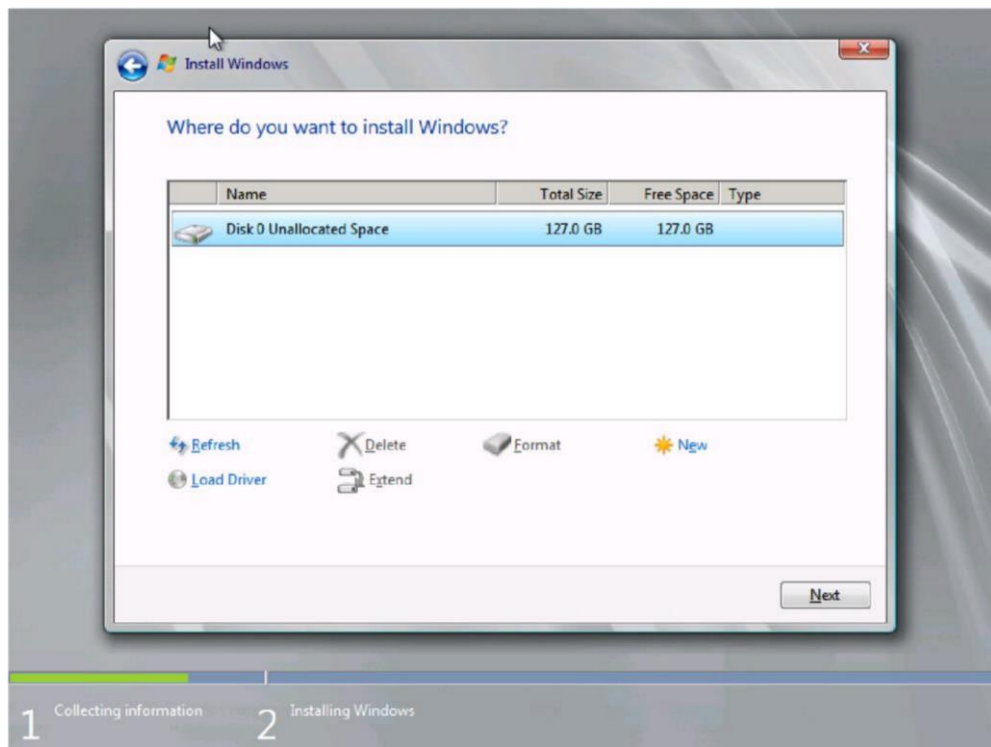 Install Windows
Where do you want to install Windows?
Name Total Size Free Space Type
Disk 0 Unallocated Space 127.0 GB 127.0 GB
Refresh Delete Format New
Load Driver Extend
Next
1 Collecting information 2 Installing Windows